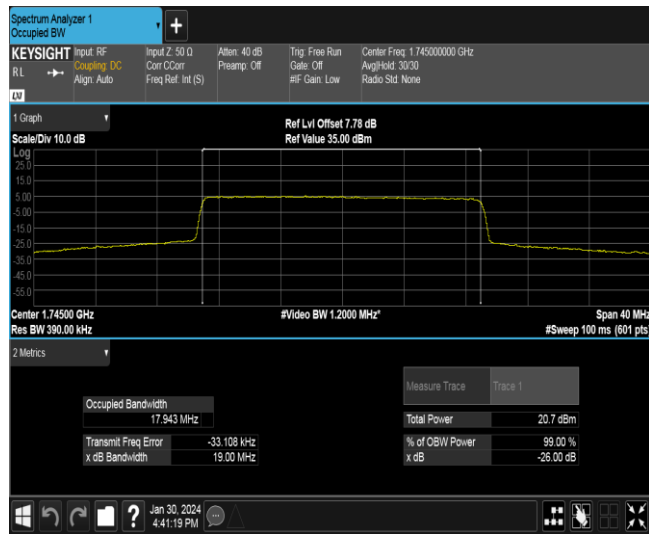 Spectrum Analyzer 1
Occupied BW
+
KEYSIGHT Input: RF Input Z: 50 Ω Atten: 40 dB Trig: Free Run Center Freq: 1.745000000 GHz
RL Coupling: DC Corr CCorr Preamp: Off Gate: Off Avg|Hold: 30/30
Align: Auto Freq Ref: Int (S) #IF Gain: Low Radio Std: None
LXI
1 Graph
Ref Lvl Offset 7.78 dB
Scale/Div 10.0 dB Ref Value 35.00 dBm
Log
25.0
15.0
5.00
-5.00
-15.0
-25.0
-35.0
-45.0
-55.0
Center 1.74500 GHz #Video BW 1.2000 MHz* Span 40 MHz
Res BW 390.00 kHz #Sweep 100 ms (601 pts)
2 Metrics
Measure Trace Trace 1
Occupied Bandwidth
17.943 MHz Total Power 20.7 dBm
Transmit Freq Error -33.108 kHz % of OBW Power 99.00 %
x dB Bandwidth 19.00 MHz x dB -26.00 dB
? Jan 30, 2024
4:41:19 PM